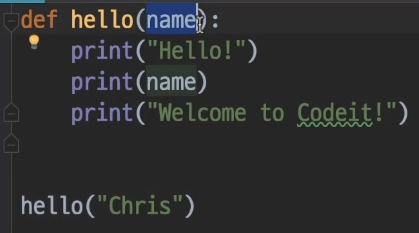 def hello(name):
    print("Hello!")
    print(name)
    print("Welcome to Codeit!")
hello("Chris")